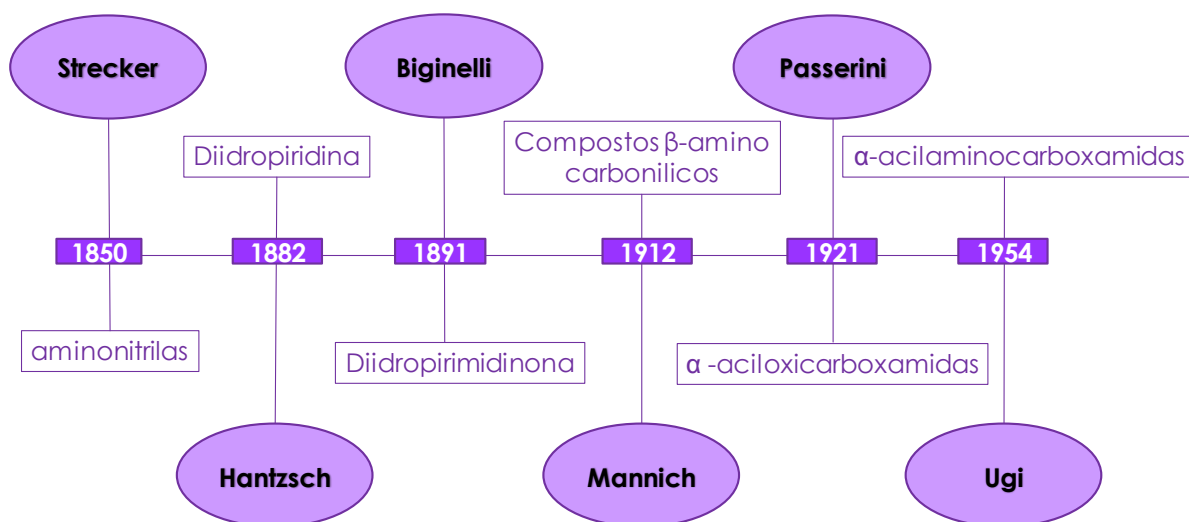 Strecker
Biginelli
Passerini
Diidropiridina
Compostos β-amino
carbonilicos
α-acilaminocarboxamidas
1850
1882
1891
1912
1921
1954
aminonitrilas
Diidropirimidinona
α -aciloxicarboxamidas
Hantzsch
Mannich
Ugi